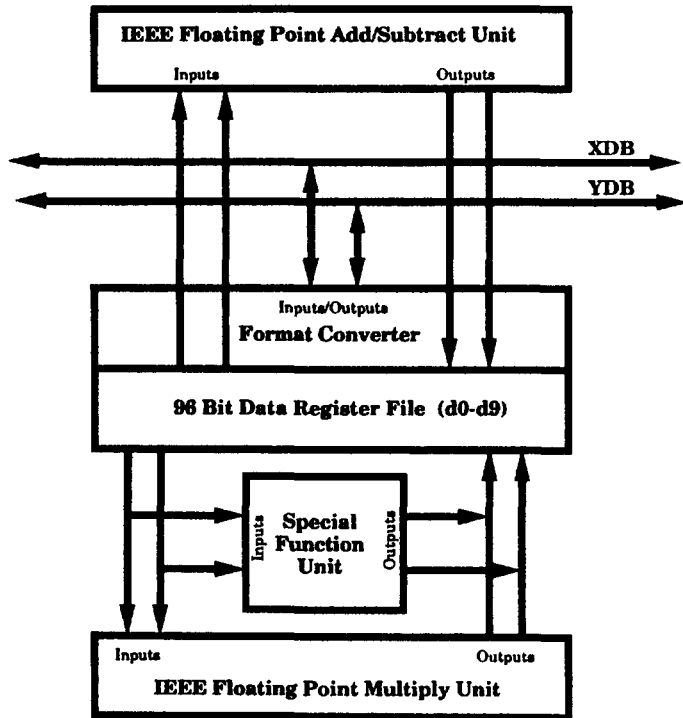 IEEE Floating Point Add/Subtract Unit
Inputs
Outputs
XDB
YDB
Inputs/Outputs
Format Converter
96 Bit Data Register File (d0-d9)
Inputs
Special
Function
Unit
Outputs
Inputs
Outputs
IEEE Floating Point Multiply Unit